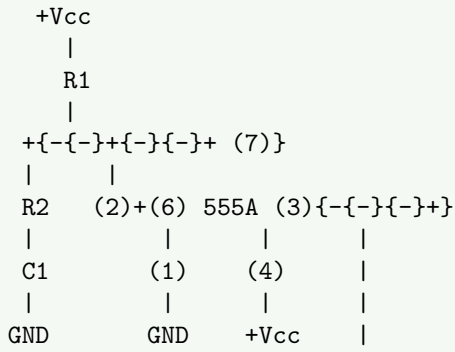 +Vcc
|
R1
|
+{-{-}+{-}{-}+ (7)}
| |
R2 (2)+(6) 555A (3){-{-}{-}+}
| | | |
C1 (1) (4) |
| | | |
GND GND +Vcc |